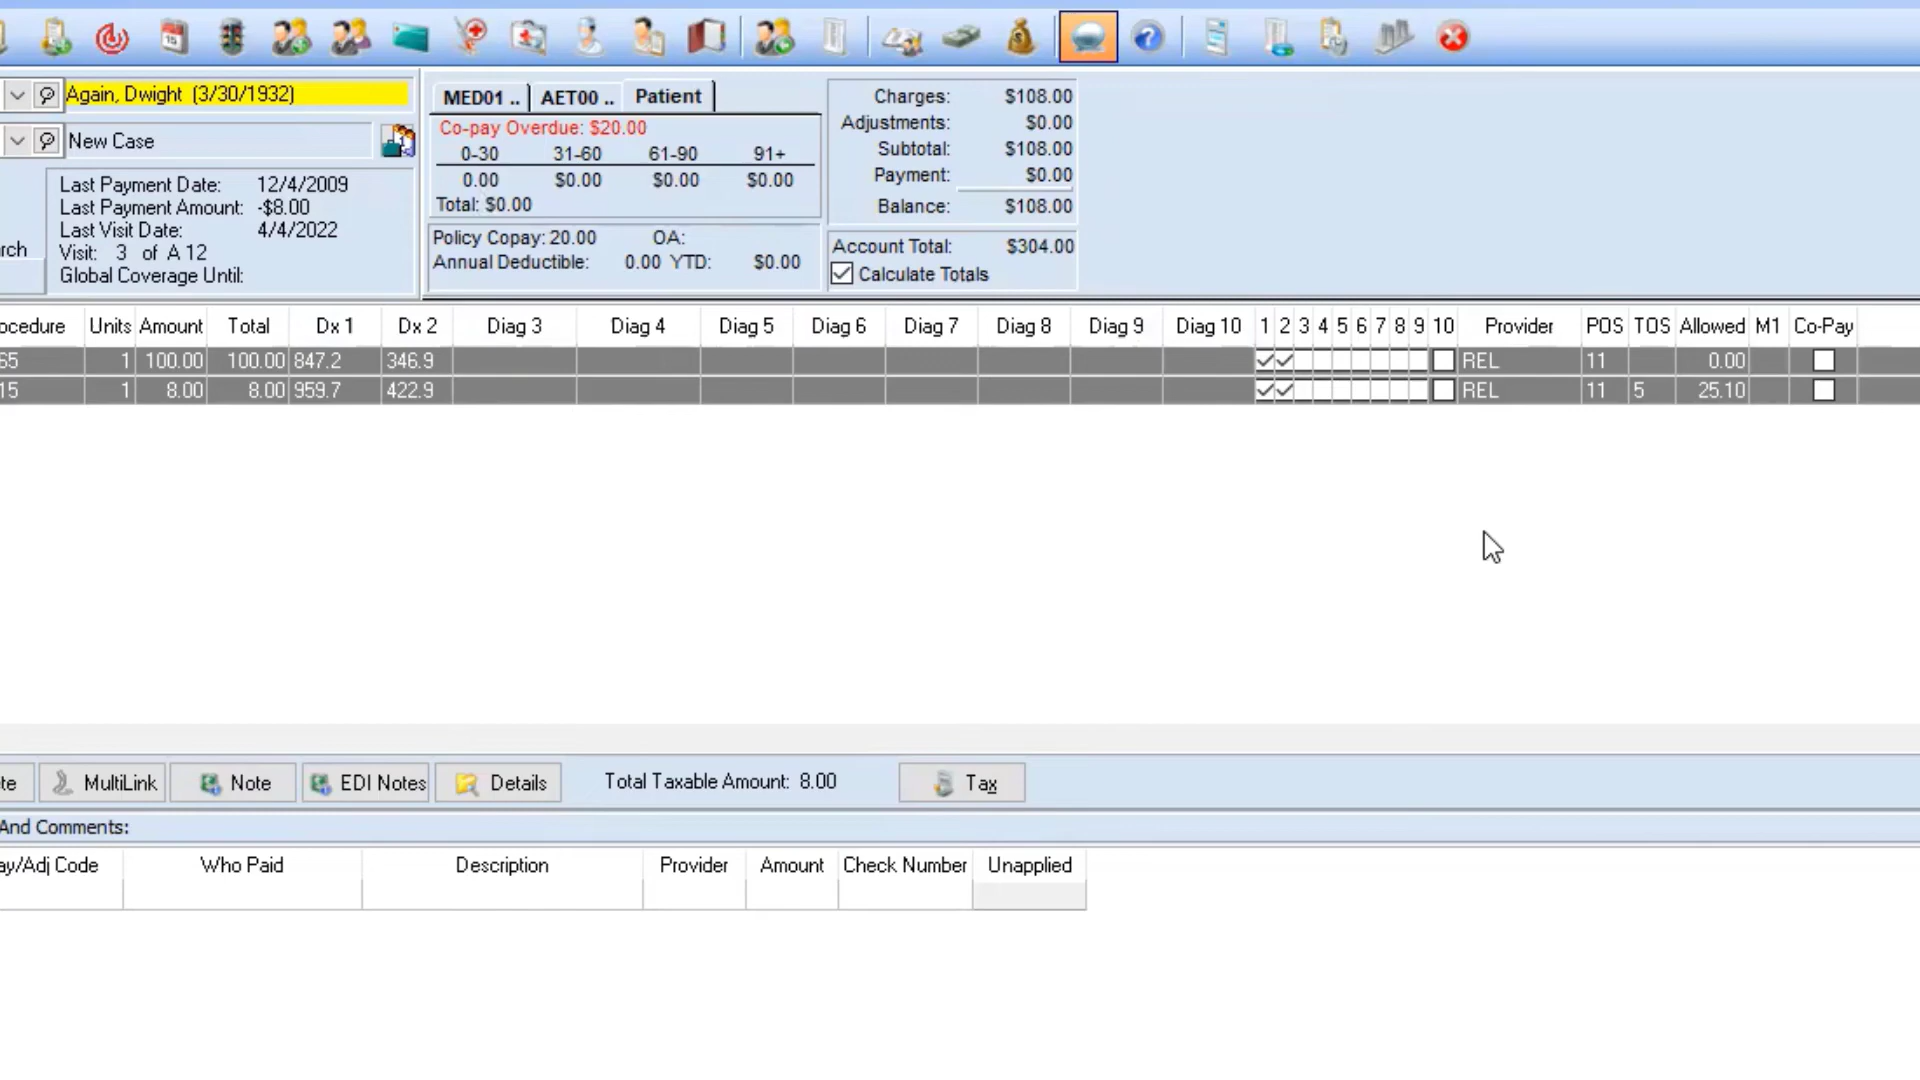 15
Again, Dwight (3/30/1932)
New Case
Last Payment Date: 12/4/2009
Last Payment Amount: -$8.00
Last Visit Date: 4/4/2022
Visit: 3 of A 12
Global Coverage Until:
rch
MED01 .. AET00 .. Patient
Co-pay Overdue: $20.00
0-30 31-60 61-90 91+
0.00 $0.00 $0.00 $0.00
Total: $0.00
Policy Copay: 20.00 OA:
Annual Deductible: 0.00 YTD: $0.00
Charges: $108.00
Adjustments: $0.00
Subtotal: $108.00
Payment: $0.00
Balance: $108.00
Account Total: $304.00
Calculate Totals
ocedure Units Amount Total Dx 1 Dx 2 Diag 3 Diag 4 Diag 5 Diag 6 Diag 7 Diag 8 Diag 9 Diag 10 1 2 3 4 5 6 7 8 9 10 Provider POS TOS Allowed M1 Co-Pay
65 1 100.00 100.00 847.2 346.9 REL 11 0.00
15 1 8.00 8.00 959.7 422.9 REL 11 5 25.10
te MultiLink Note EDI Notes Details Total Taxable Amount: 8.00 Tax
And Comments:
ay/Adj Code Who Paid Description Provider Amount Check Number Unapplied